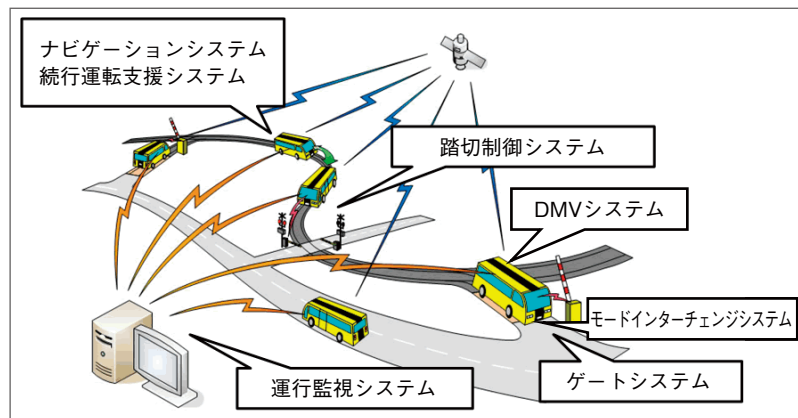 ナビゲーションシステム
続行運転支援システム
踏切制御システム
DMVシステム
モードインターチェンジシステム
ゲートシステム
運行監視システム